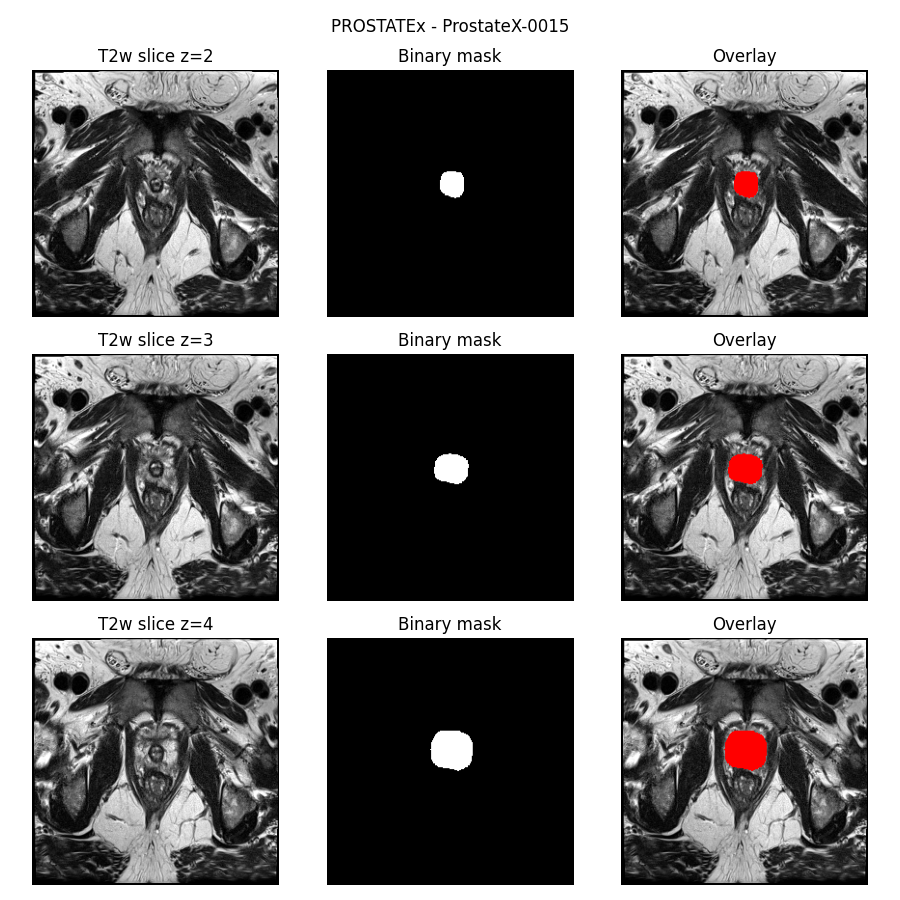 PROSTATEx - ProstateX-0015
T2w slice z=2 Binary mask Overlay
T2w slice z=3 Binary mask Overlay
T2w slice z=4 Binary mask Overlay